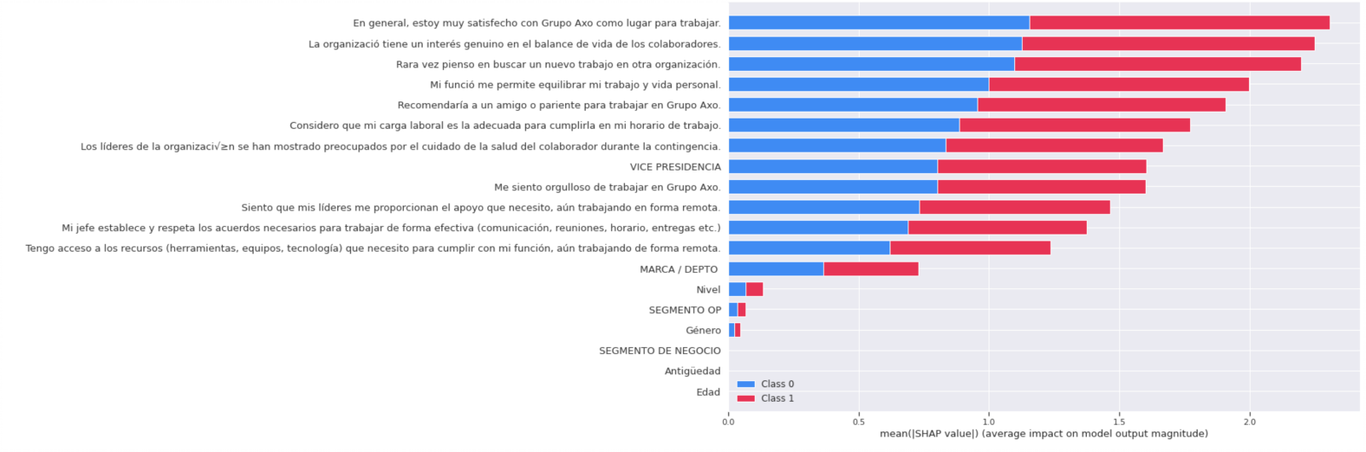 En general, estoy muy satisfecho con Grupo Axo como lugar para trabajar.
La organizació tiene un interés genuino en el balance de vida de los colaboradores.
Rara vez pienso en buscar un nuevo trabajo en otra organización.
Mi funció me permite equilibrar mi trabajo y vida personal.
Recomendaría a un amigo o pariente para trabajar en Grupo Axo.
Considero que mi carga laboral es la adecuada para cumplirla en mi horario de trabajo.
Los líderes de la organizaci√≥n se han mostrado preocupados por el cuidado de la salud del colaborador durante la contingencia.
VICE PRESIDENCIA
Me siento orgulloso de trabajar en Grupo Axo.
Siento que mis líderes me proporcionan el apoyo que necesito, aún trabajando en forma remota.
Mi jefe establece y respeta los acuerdos necesarios para trabajar de forma efectiva (comunicación, reuniones, horario, entregas etc.)
Tengo acceso a los recursos (herramientas, equipos, tecnología) que necesito para cumplir con mi función, aún trabajando de forma remota.
MARCA / DEPTO
Nivel
SEGMENTO OP
Género
SEGMENTO DE NEGOCIO
Antigüedad
Edad
Class 0
Class 1
0.0 0.5 1.0 1.5 2.0
mean(|SHAP value|) (average impact on model output magnitude)